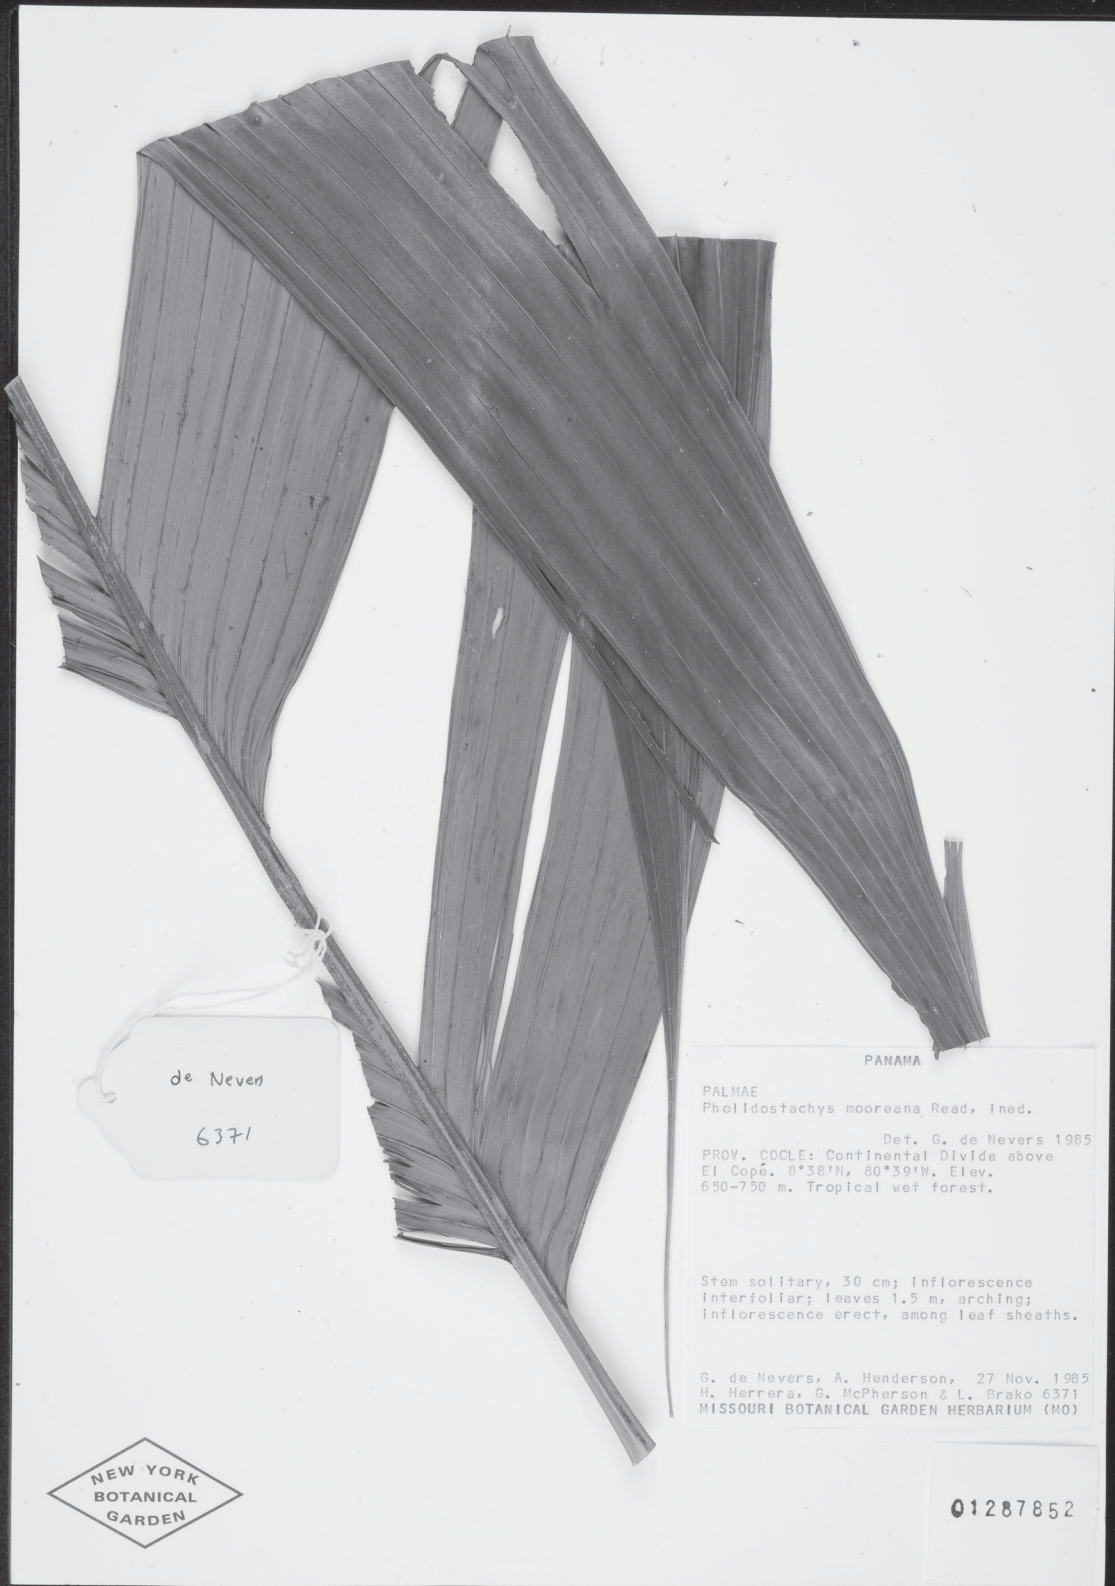 de Nevers
6371
PANAMA
PALMAE
Pholidostachys mooreana Read, ined.
Det. G. de Nevers 1985
PROV. COCLE: Continental Divide above
El Copé. 8°38'N, 80°39'W. Elev.
650-750 m. Tropical wet forest.
Stem solitary, 30 cm; inflorescence
interfoliar; leaves 1.5 m, arching;
inflorescence erect, among leaf sheaths.
G. de Nevers, A. Henderson, 27 Nov. 1985
H. Herrera, G. McPherson & L. Brako 6371
MISSOURI BOTANICAL GARDEN HERBARIUM (MO)
NEW YORK
BOTANICAL
GARDEN
01287852